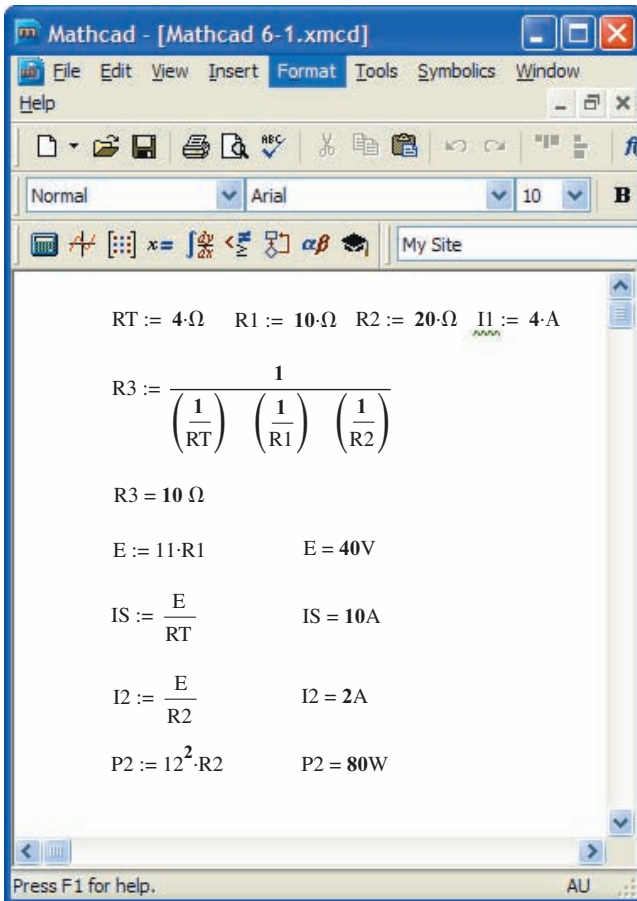 Mathcad - [Mathcad 6-1.xmcd]
File Edit View Insert Format Tools Symbolics Window
Help
ABC
Normal Arial 10 B
x= αβ My Site
RT := 4·Ω R1 := 10·Ω R2 := 20·Ω I1 := 4·A
R3 := 1 / ((1/RT) (1/R1) (1/R2))
R3 = 10 Ω
E := 11·R1 E = 40V
IS := E/RT IS = 10A
I2 := E/R2 I2 = 2A
P2 := 12²·R2 P2 = 80W
Press F1 for help. AU